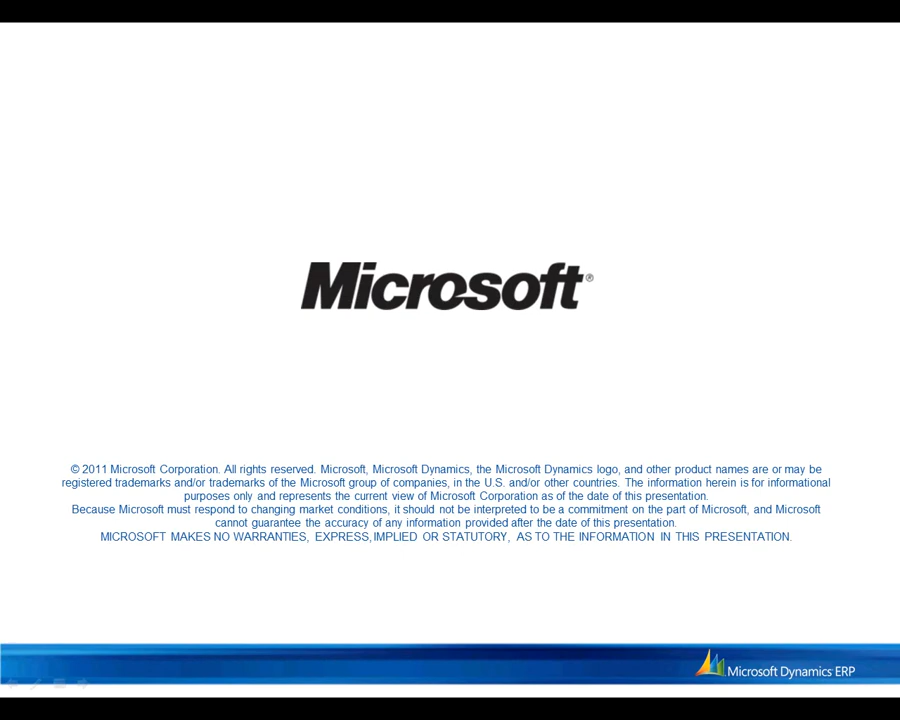 Microsoft®
© 2011 Microsoft Corporation. All rights reserved. Microsoft, Microsoft Dynamics, the Microsoft Dynamics logo, and other product names are or may be
registered trademarks and/or trademarks of the Microsoft group of companies, in the U.S. and/or other countries. The information herein is for informational
purposes only and represents the current view of Microsoft Corporation as of the date of this presentation.
Because Microsoft must respond to changing market conditions, it should not be interpreted to be a commitment on the part of Microsoft, and Microsoft
cannot guarantee the accuracy of any information provided after the date of this presentation.
MICROSOFT MAKES NO WARRANTIES, EXPRESS, IMPLIED OR STATUTORY, AS TO THE INFORMATION IN THIS PRESENTATION.
Microsoft Dynamics ERP